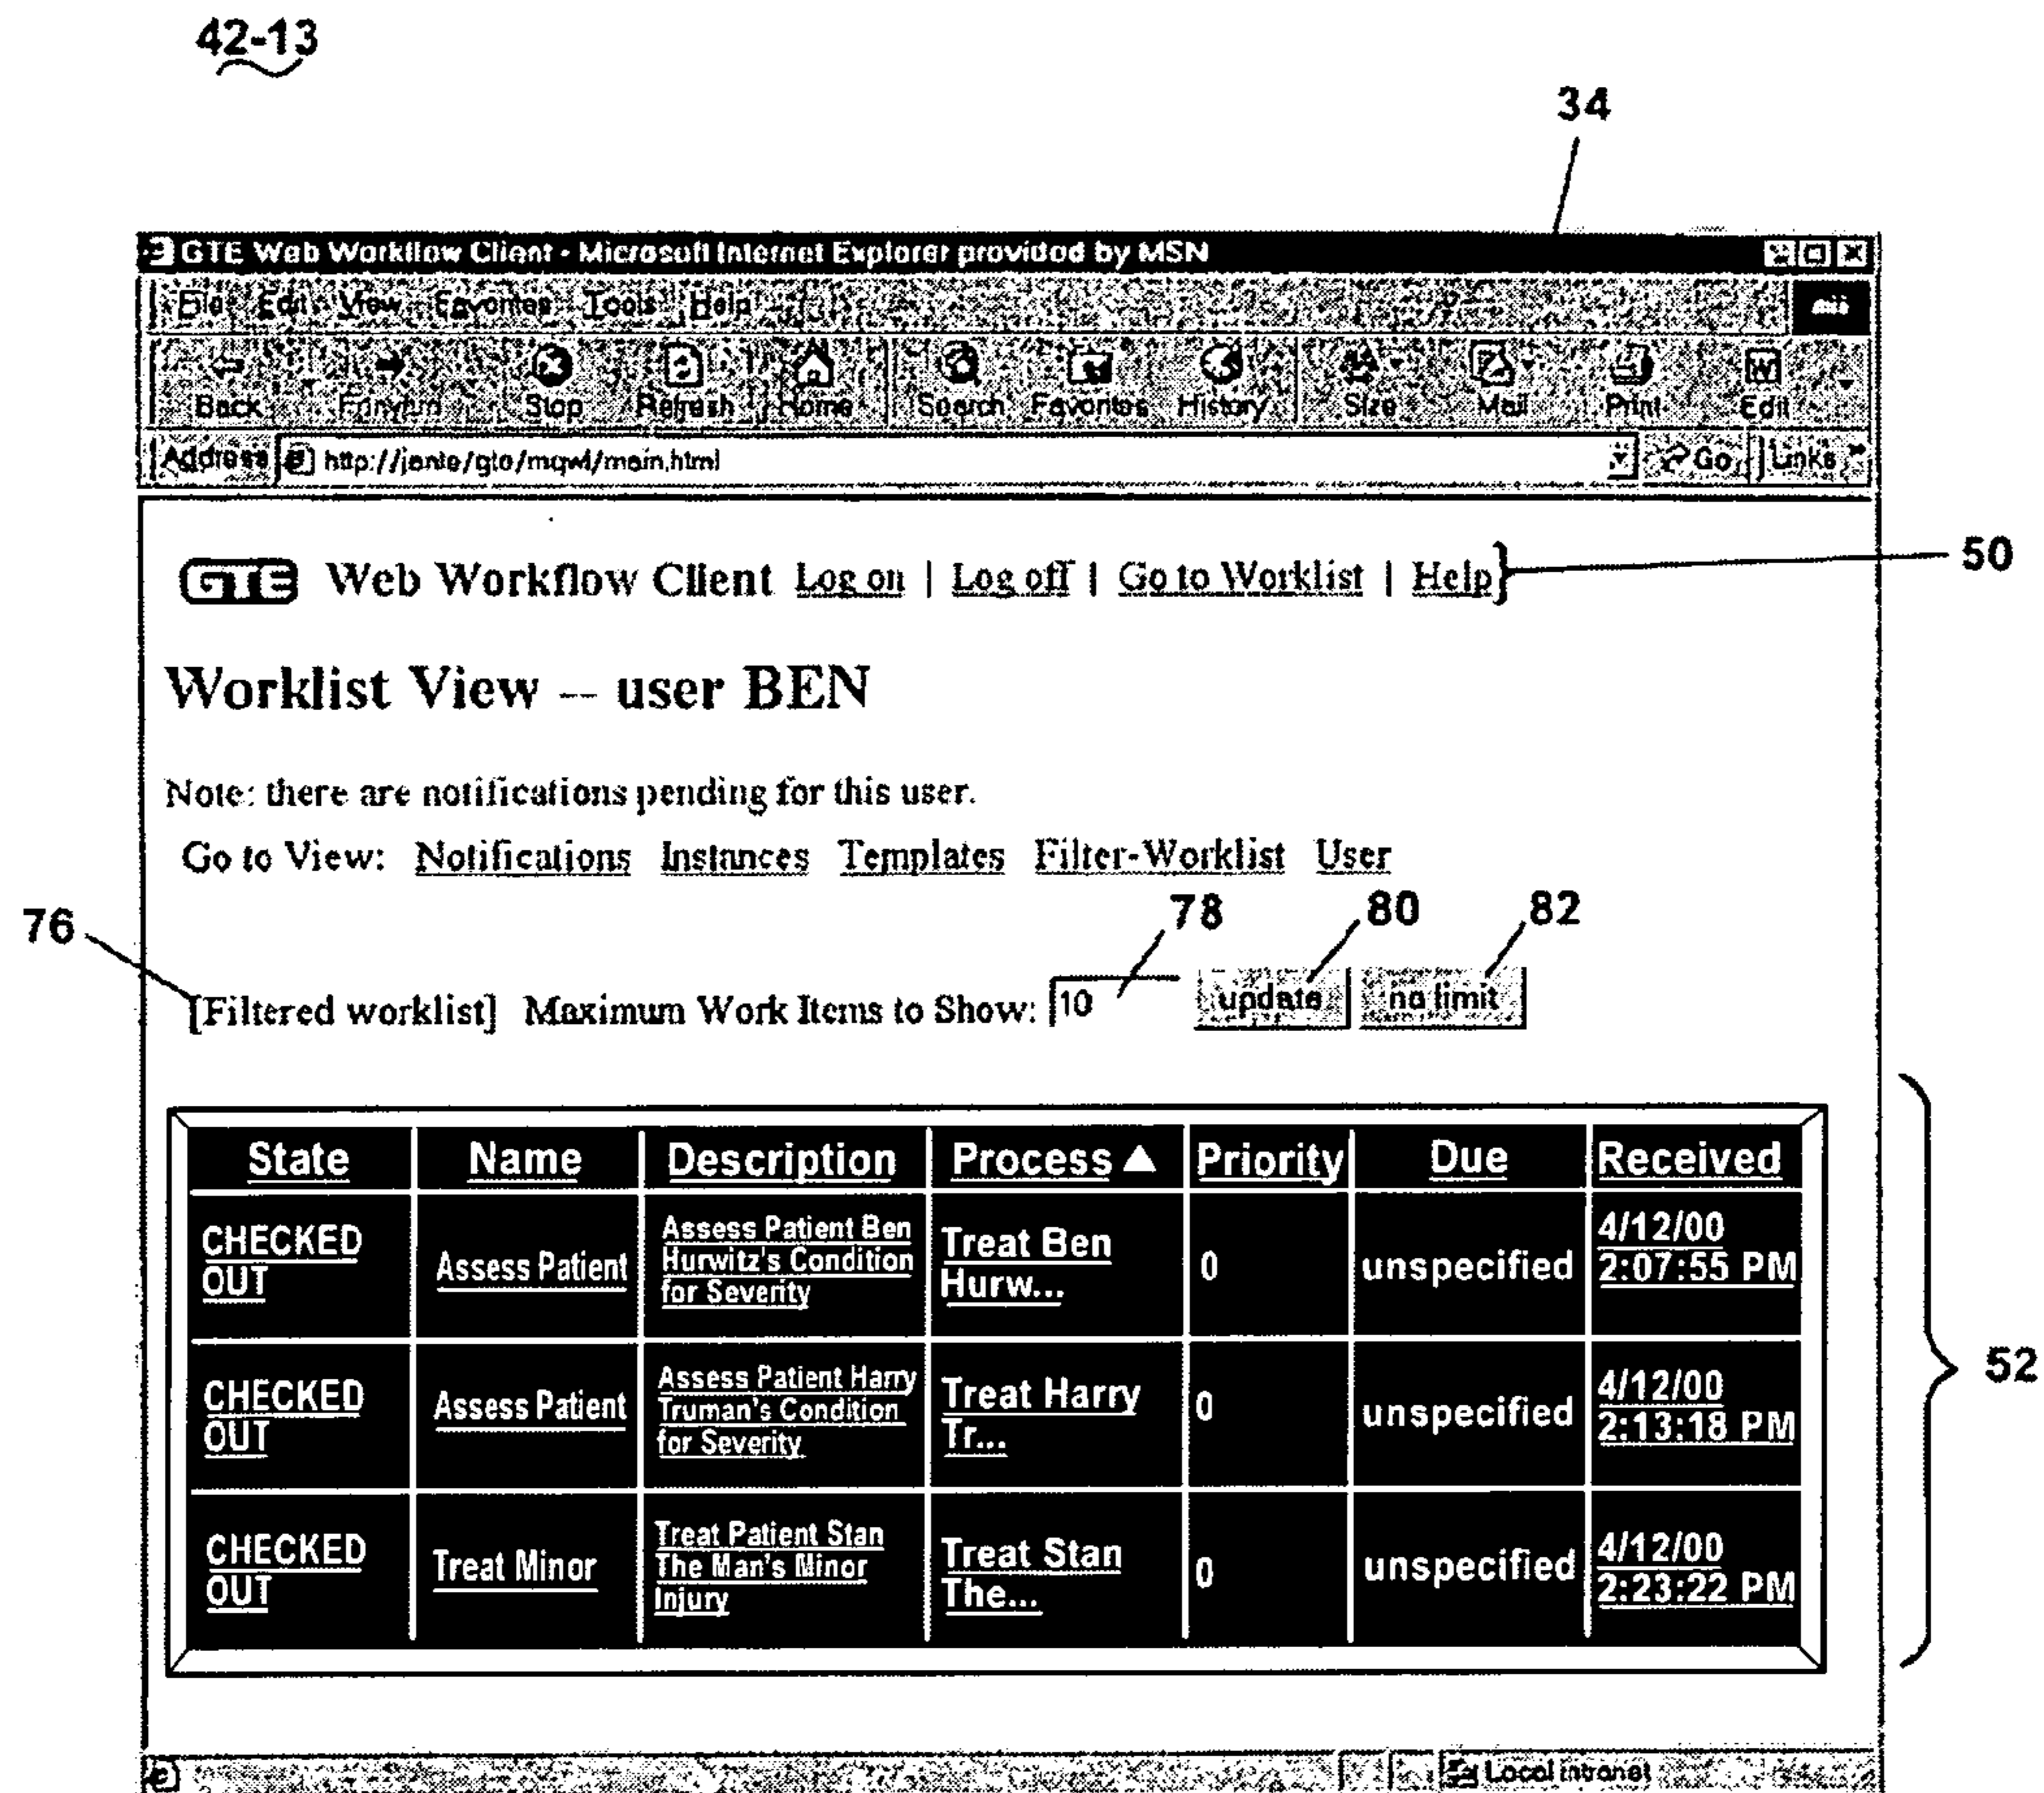 42-13
34
GTE Web Workflow Client - Microsoft Internet Explorer provided by MSN
File Edit View Favorites Tools Help
Back Forward Stop Refresh Home Search Favorites History Size Mail Print Edit
Address http://jante/gte/mqwf/main.html Go Links
GTE Web Workflow Client Log on | Log off | Go to Worklist | Help 50
Worklist View -- user BEN
Note: there are notifications pending for this user.
Go to View: Notifications Instances Templates Filter-Worklist User
76 78 80 82
[Filtered worklist] Maximum Work Items to Show: 10 update no limit
State Name Description Process ▲ Priority Due Received
CHECKED OUT Assess Patient Assess Patient Ben Hurwitz's Condition for Severity Treat Ben Hurw... 0 unspecified 4/12/00 2:07:55 PM
CHECKED OUT Assess Patient Assess Patient Harry Truman's Condition for Severity Treat Harry Tr... 0 unspecified 4/12/00 2:13:18 PM
52
CHECKED OUT Treat Minor Treat Patient Stan The Man's Minor Injury Treat Stan The... 0 unspecified 4/12/00 2:23:22 PM
Local intranet